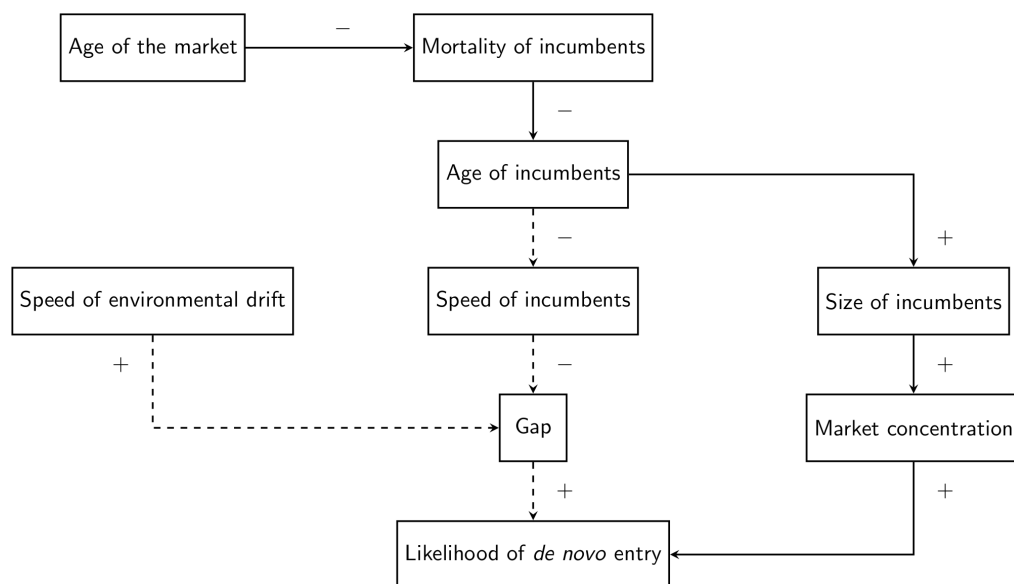 Age of the market
−
Mortality of incumbents
−
Age of incumbents
−
+
Speed of environmental drift
Speed of incumbents
Size of incumbents
+
−
+
Gap
Market concentration
+
+
Likelihood of de novo entry